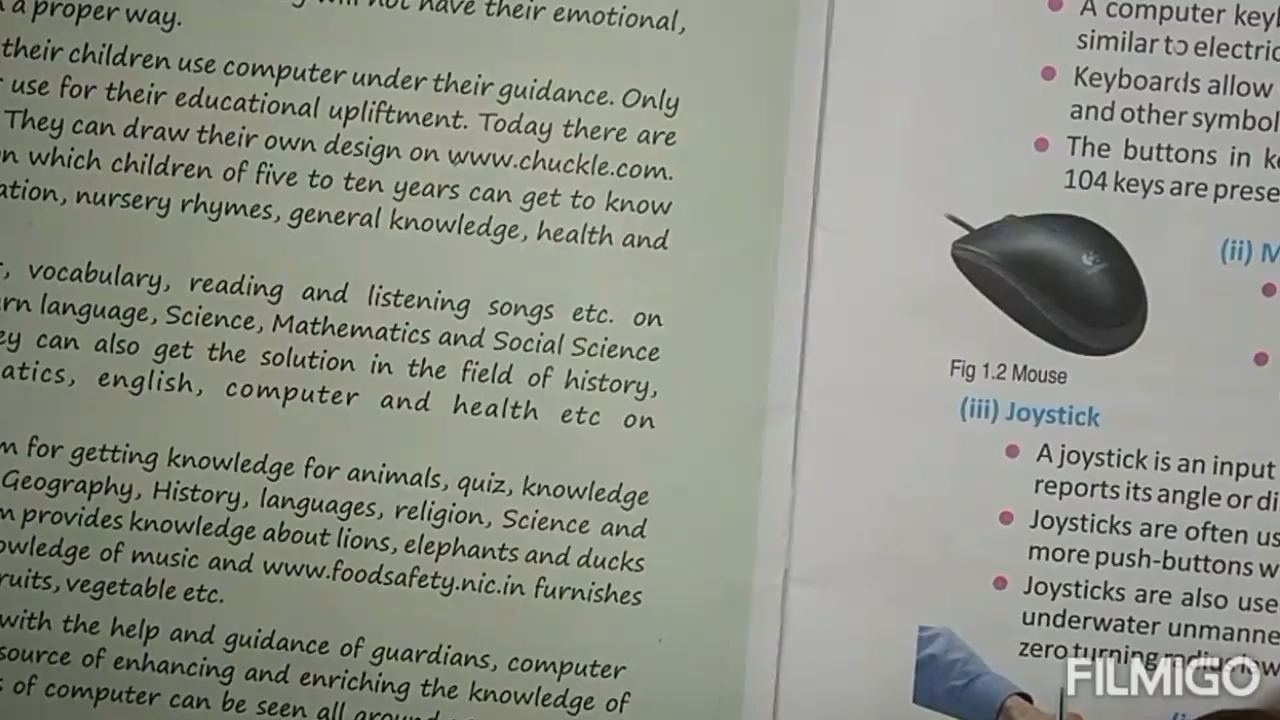 have their emotional,
a proper way.
their children use computer under their guidance. Only
use for their educational upliftment. Today there are
They can draw their own design on www.chuckle.com.
n which children of five to ten years can get to know
ation, nursery rhymes, general knowledge, health and
, vocabulary, reading and listening songs etc. on
rn language, Science, Mathematics and Social Science
ey can also get the solution in the field of history,
atics, english, computer and health etc on
m for getting knowledge for animals, quiz, knowledge
Geography, History, languages, religion, Science and
m provides knowledge about lions, elephants and ducks
owledge of music and www.foodsafety.nic.in furnishes
ruits, vegetable etc.
with the help and guidance of guardians, computer
source of enhancing and enriching the knowledge of
s of computer can be seen all
A computer key
similar to electric
Keyboards allow
and other symbol
The buttons in ke
104 keys are prese
(ii) M
Logitech
Fig 1.2 Mouse
(iii) Joystick
A joystick is an input
reports its angle or di
Joysticks are often us
more push-buttons w
Joysticks are also use
underwater unmanne
zero turning radius law
FILMIGO